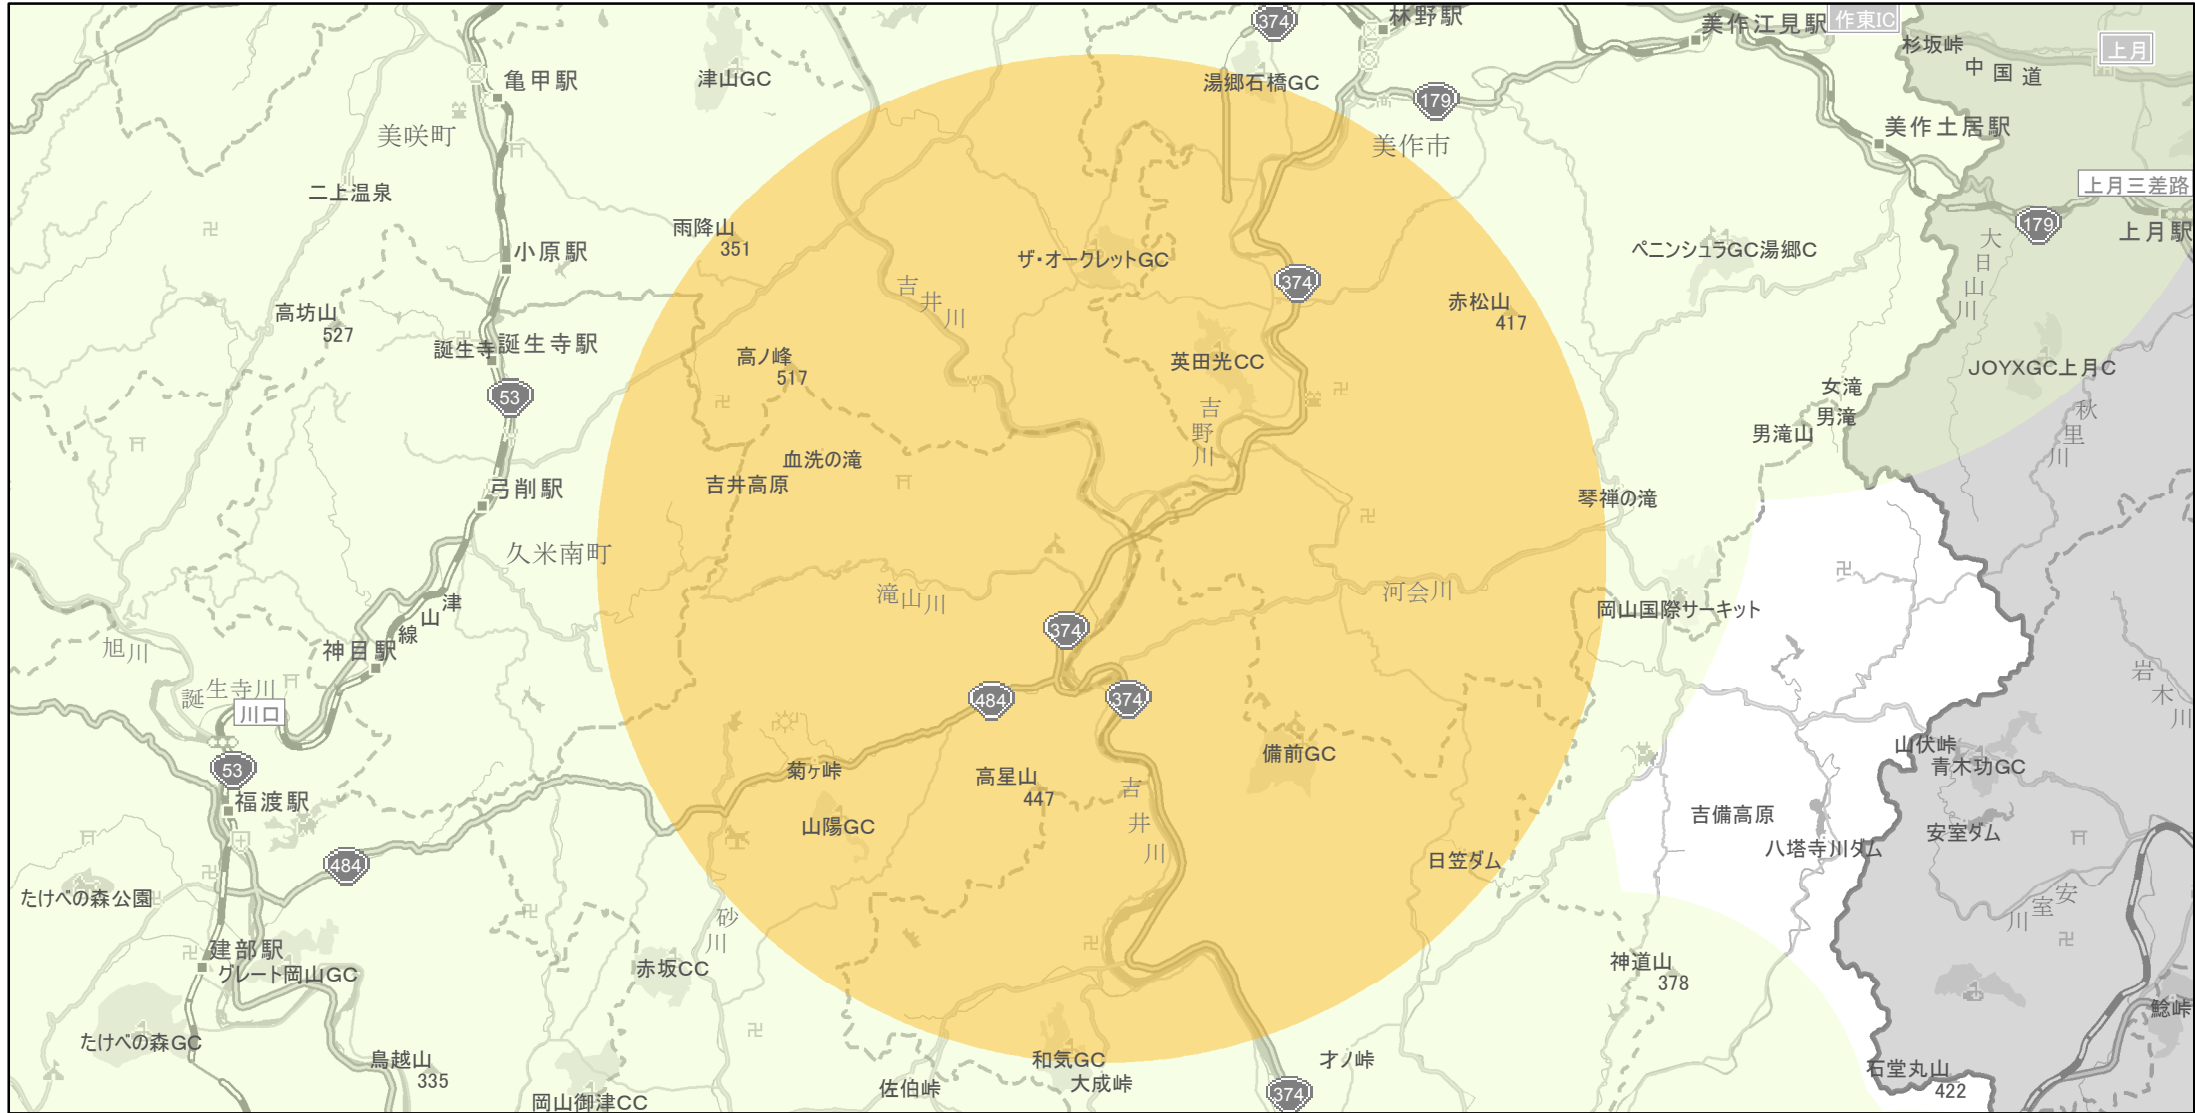 374
林野駅
美作江見駅
作東IC
杉坂峠
上月
中国道
亀甲駅
津山GC
湯郷石橋GC
179
美咲町
美作市
美作土居駅
二上温泉
上月三差路
雨降山
351
179
上月駅
小原駅
ザ・オークレットGC
ペニンシュラGC湯郷C
大日山川
374
吉井川
高坊山
527
赤松山
417
誕生寺
誕生寺駅
高ノ峰
517
英田光CC
JOYXGC上月C
53
女滝
男滝
吉野川
秋里川
男滝山
血洗の滝
吉井高原
弓削駅
琴禅の滝
久米南町
滝山川
河会川
津山線
岡山国際サーキット
374
旭川
神目駅
岩木川
誕生寺川
川口
484
374
山伏峠
備前GC
青木功GC
53
菊ヶ峠
高星山
447
吉井川
福渡駅
山陽GC
吉備高原
安室ダム
八塔寺川ダム
484
日笠ダム
たけべの森公園
砂川
安室川
建部駅
グレート岡山GC
赤坂CC
神道山
378
鯰峠
たけべの森GC
鳥越山
335
和気GC
大成峠
才ノ峠
石堂丸山
422
佐伯峠
岡山御津CC
374